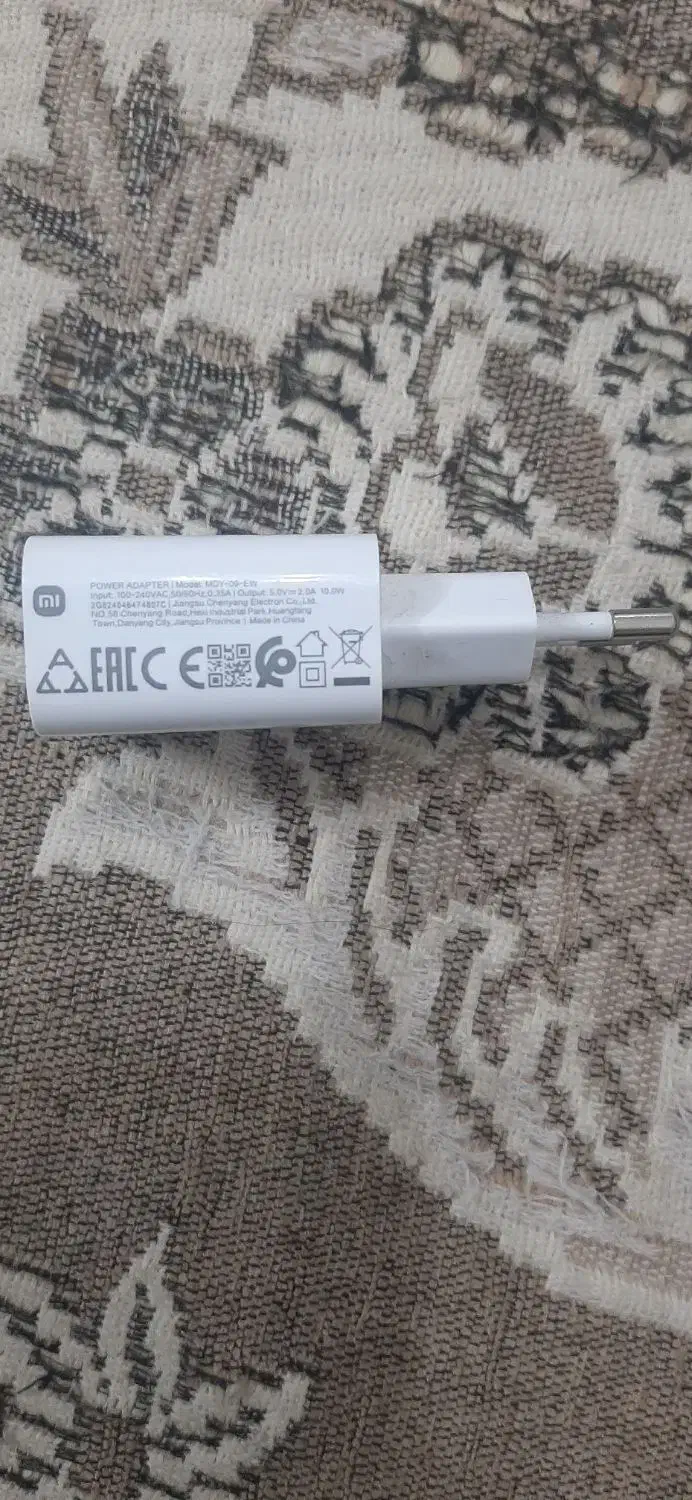 mi
POWER ADAPTER | Model: MDY-09-EW
Input: 100-240VAC,50/60Hz,0.35A | Output: 5.0V⎓2.0A 10.0W
| Jiangsu Chenyang Electron Co.,Ltd.
NO.58 Chenyang Road,Hexi Industrial Park,Huangtang
Town,Danyang City,Jiangsu Province | Made in China
EAC CE